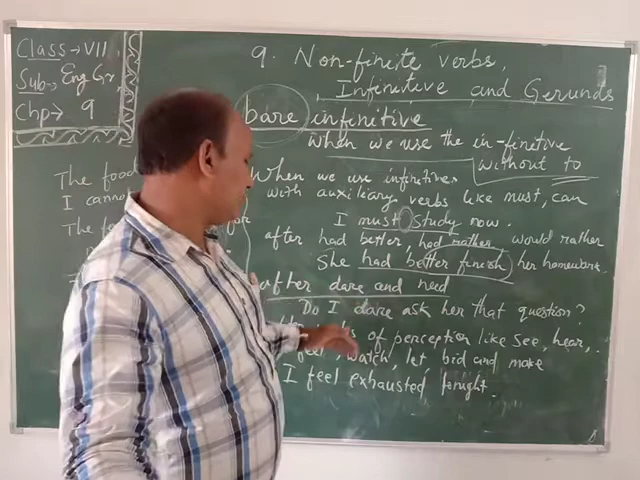 Class → VII
Sub → Eng Gr,
Chp → 9
9. Non-finite verbs,
Infinitive and Gerunds
bare infinitive
When we use the in-finitive
without to
When we use infinitives
with auxiliary verbs like must, can
I must study now.
after had better, had rather, would rather
She had better finish her homework.
after dare and need
Do I dare ask her that question?
of perception like see, hear,
feel, watch, let bid and make
I feel exhausted, tonight.
The food
I cannot
The